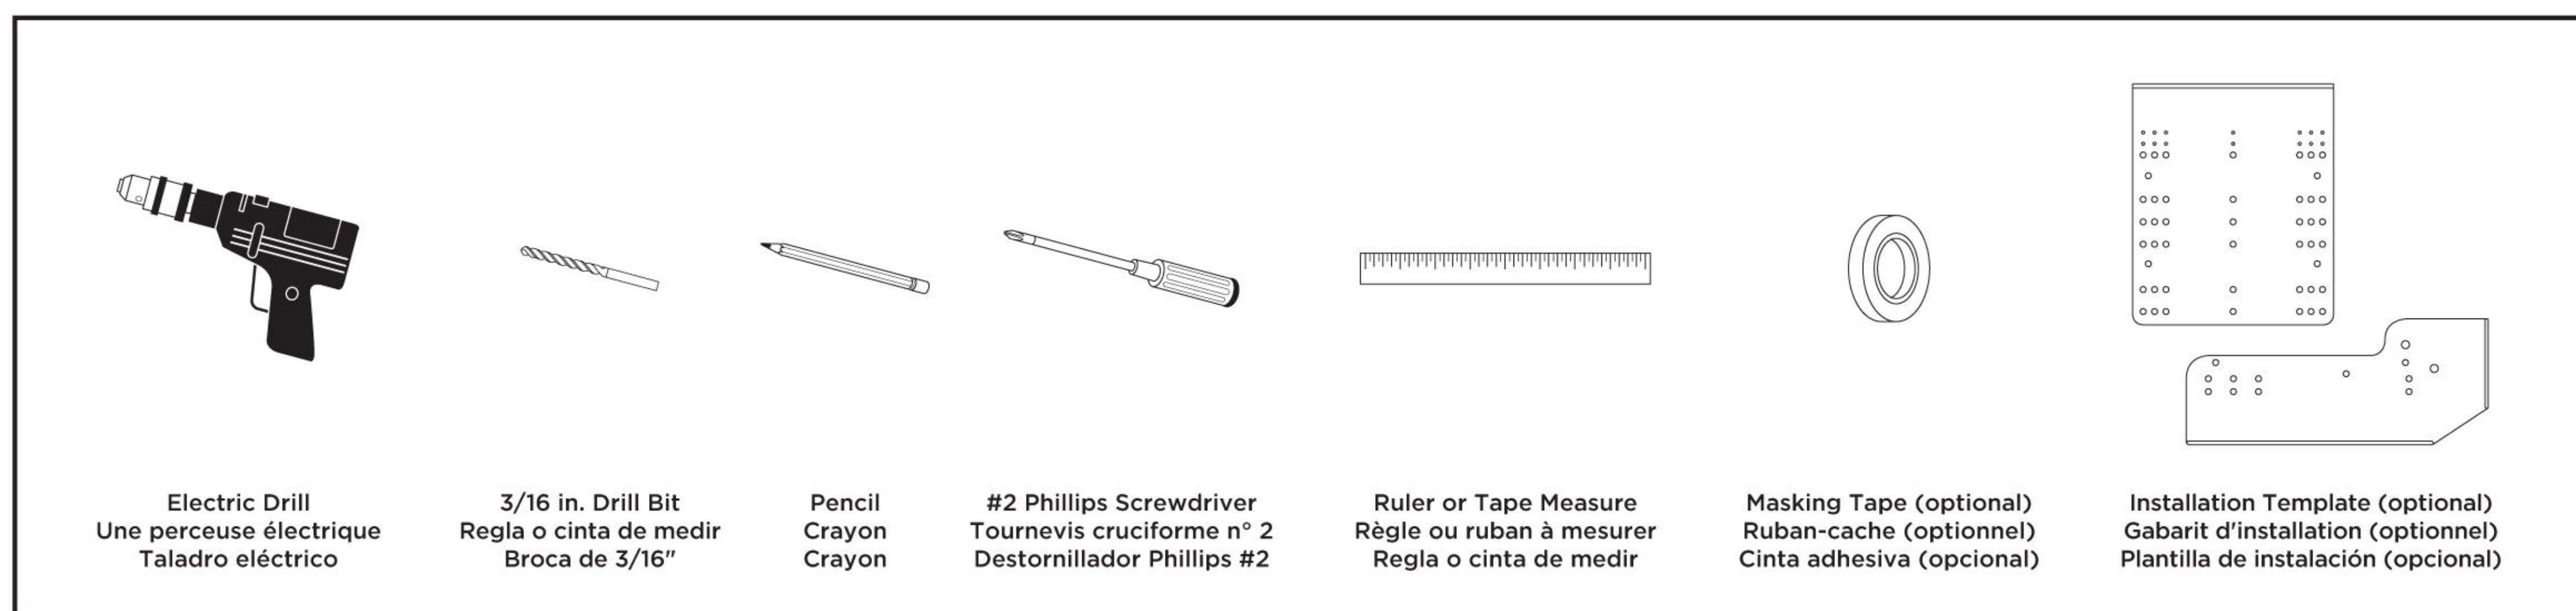 Electric Drill
Une perceuse électrique
Taladro eléctrico
3/16 in. Drill Bit
Regla o cinta de medir
Broca de 3/16"
Pencil
Crayon
Crayon
#2 Phillips Screwdriver
Tournevis cruciforme n° 2
Destornillador Phillips #2
Ruler or Tape Measure
Règle ou ruban à mesurer
Regla o cinta de medir
Masking Tape (optional)
Ruban-cache (optionnel)
Cinta adhesiva (opcional)
Installation Template (optional)
Gabarit d'installation (optionnel)
Plantilla de instalación (opcional)